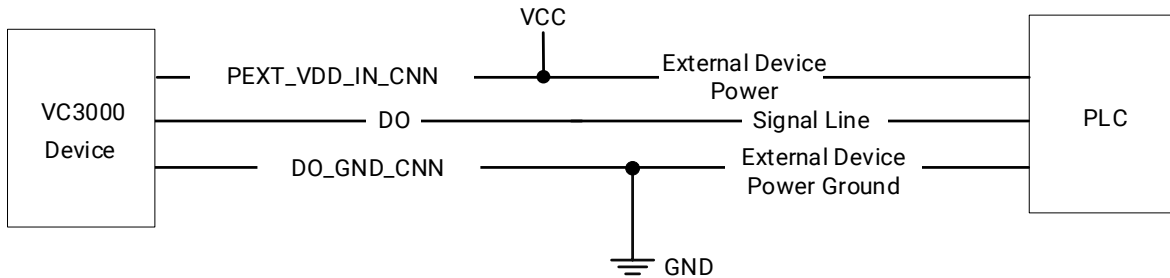 VCC
PEXT_VDD_IN_CNN
External Device
Power
VC3000
Device
DO
Signal Line
PLC
DO_GND_CNN
External Device
Power Ground
GND